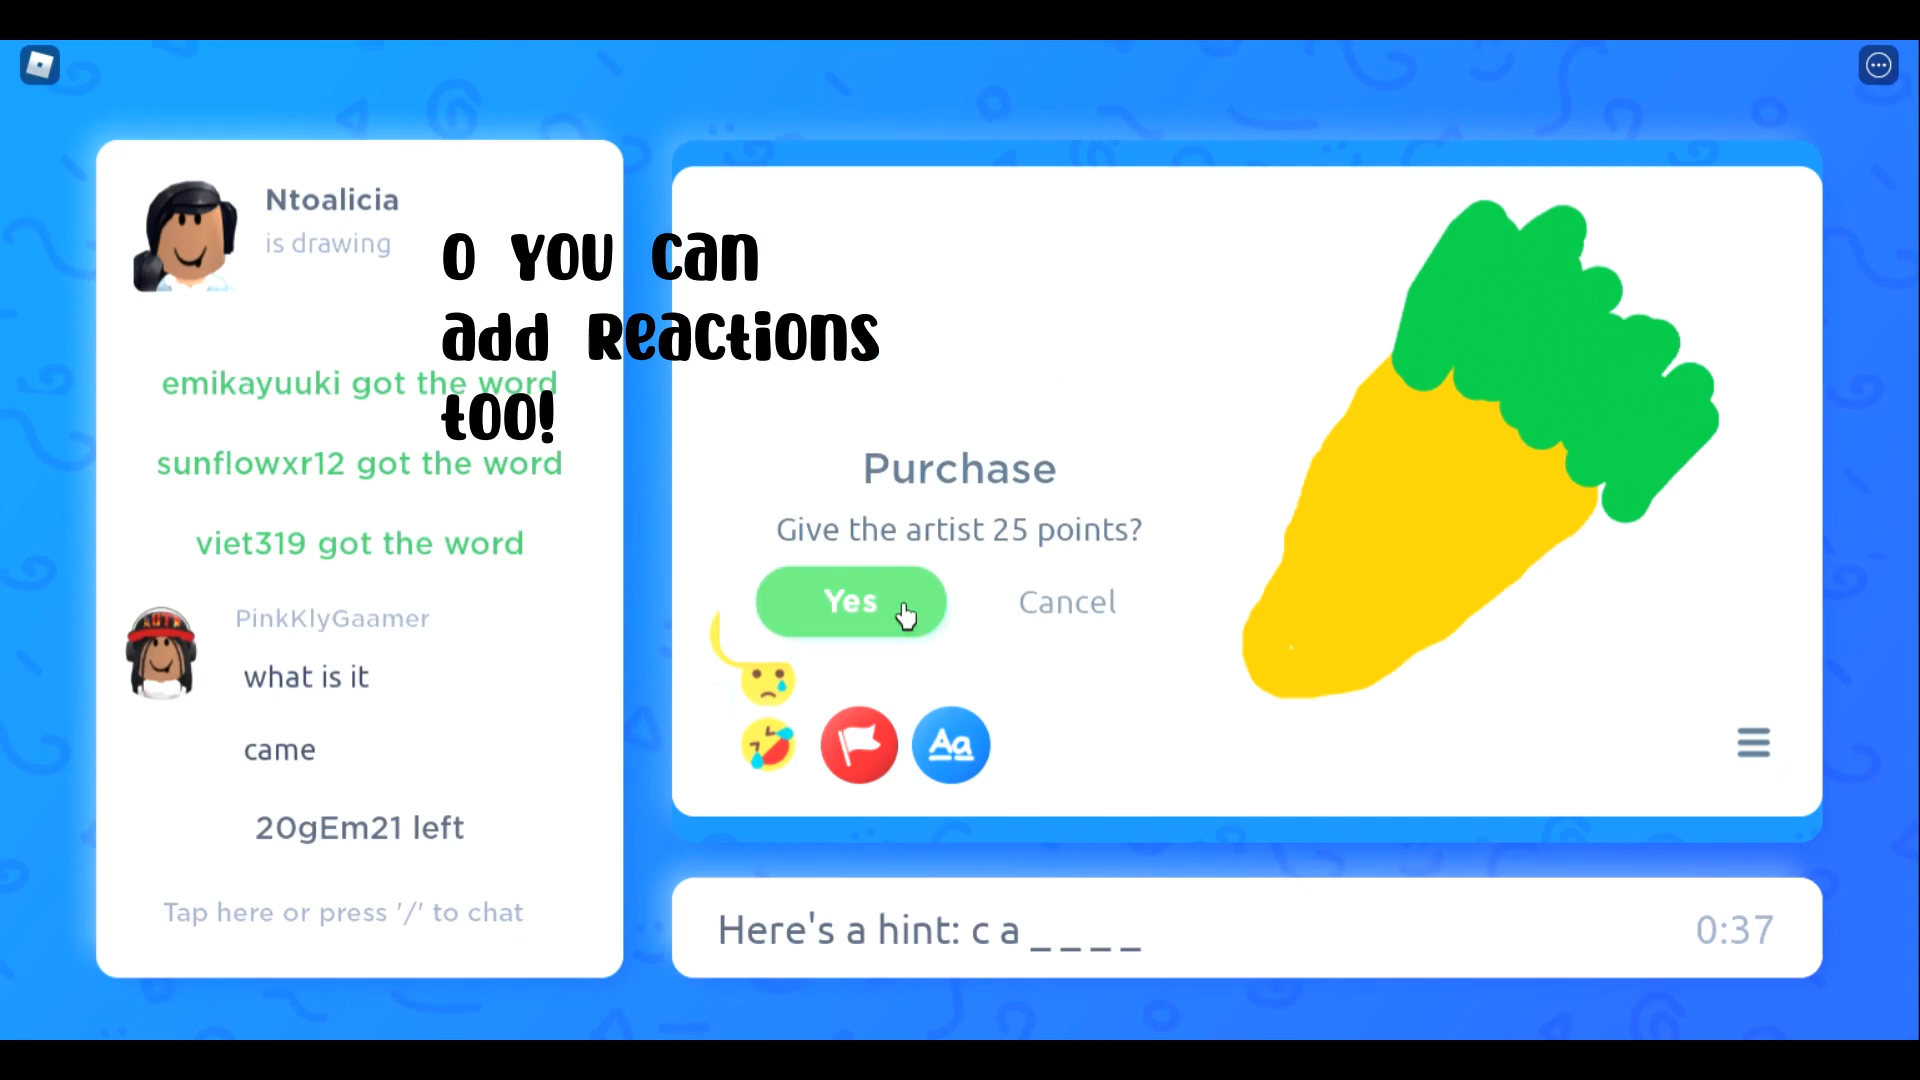 Ntoalicia
is drawing
O YOU can
add Reactions
too!
emikayuuki got the word
sunflowxr12 got the word
viet319 got the word
PinkKlyGaamer
what is it
came
20gEm21 left
Tap here or press '/' to chat
Purchase
Give the artist 25 points?
Yes
Cancel
Aa
Here's a hint: c a _ _ _ _
0:37